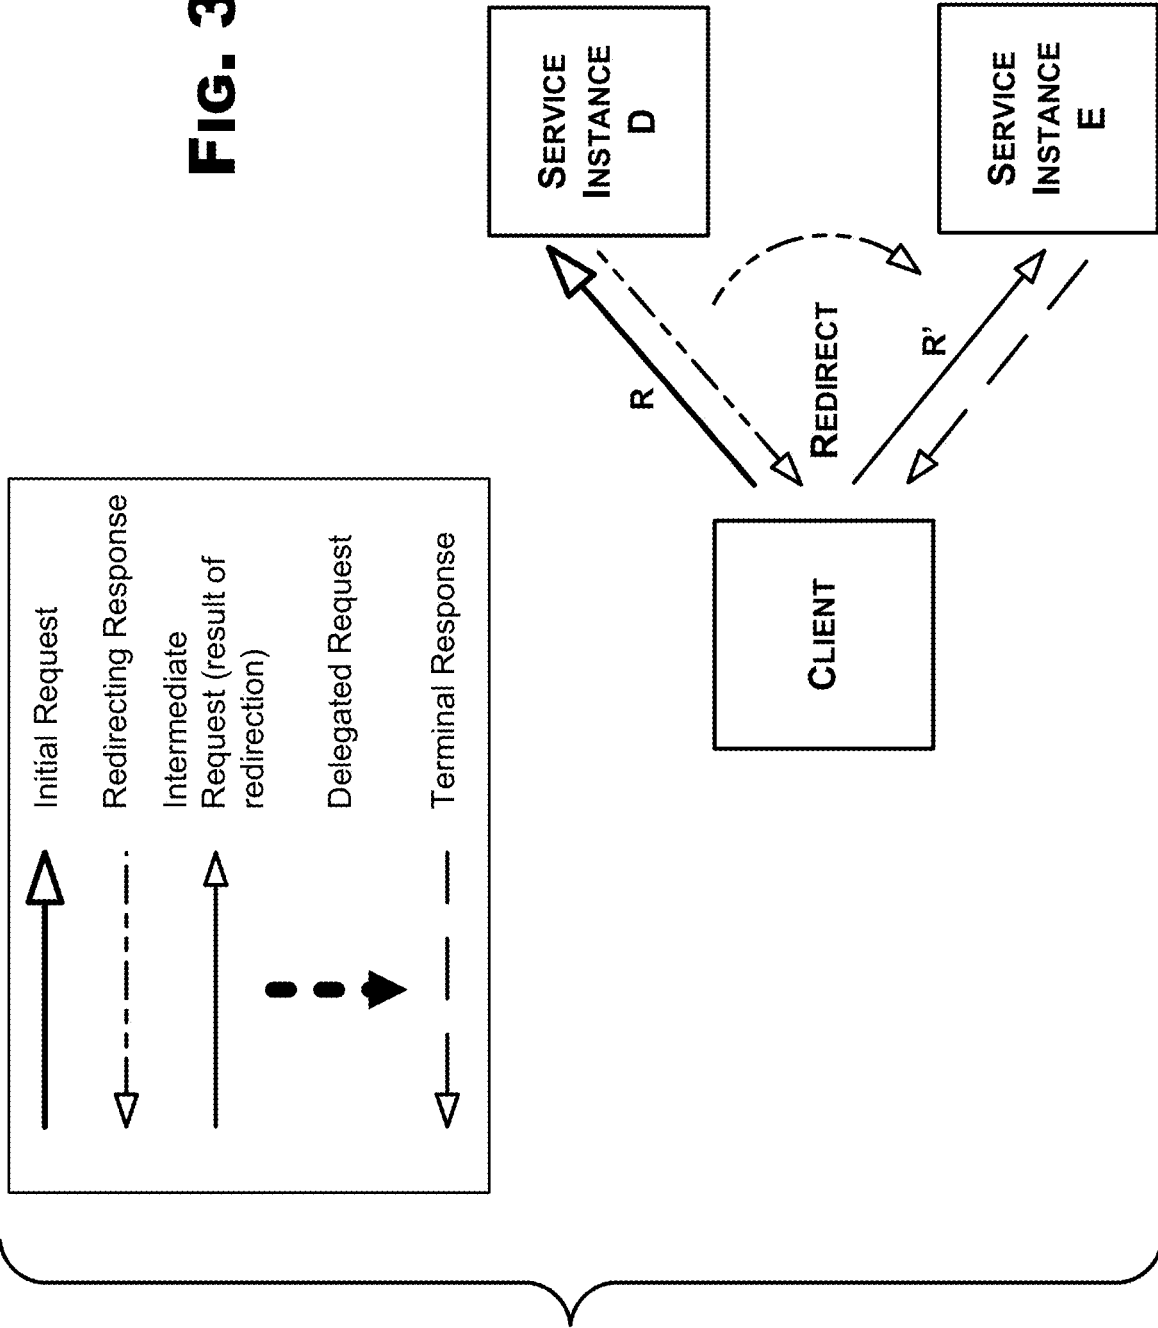 FIG. 3
Initial Request
Redirecting Response
Intermediate
Request (result of
redirection)
Delegated Request
Terminal Response
CLIENT
R
REDIRECT
R'
SERVICE
INSTANCE
D
SERVICE
INSTANCE
E